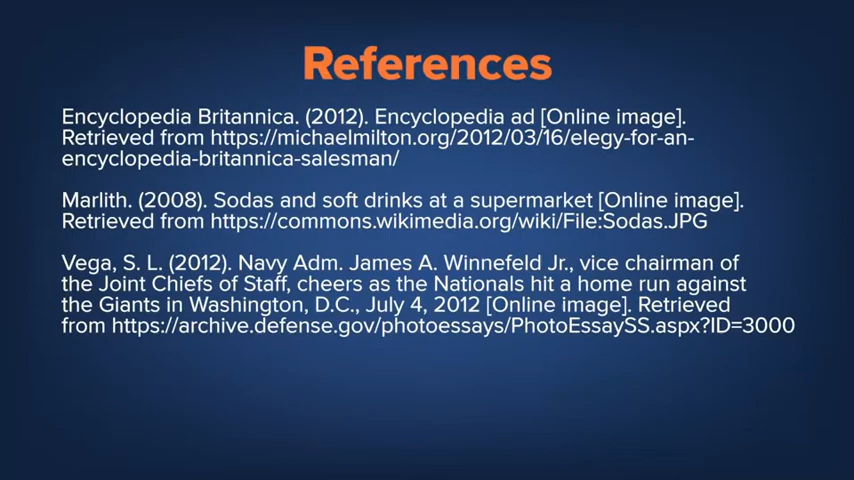 References
Encyclopedia Britannica. (2012). Encyclopedia ad [Online image].
Retrieved from https://michaelmilton.org/2012/03/16/elegy-for-an-
encyclopedia-britannica-salesman/
Marlith. (2008). Sodas and soft drinks at a supermarket [Online image].
Retrieved from https://commons.wikimedia.org/wiki/File:Sodas.JPG
Vega, S. L. (2012). Navy Adm. James A. Winnefeld Jr., vice chairman of
the Joint Chiefs of Staff, cheers as the Nationals hit a home run against
the Giants in Washington, D.C., July 4, 2012 [Online image]. Retrieved
from https://archive.defense.gov/photoessays/PhotoEssaySS.aspx?ID=3000